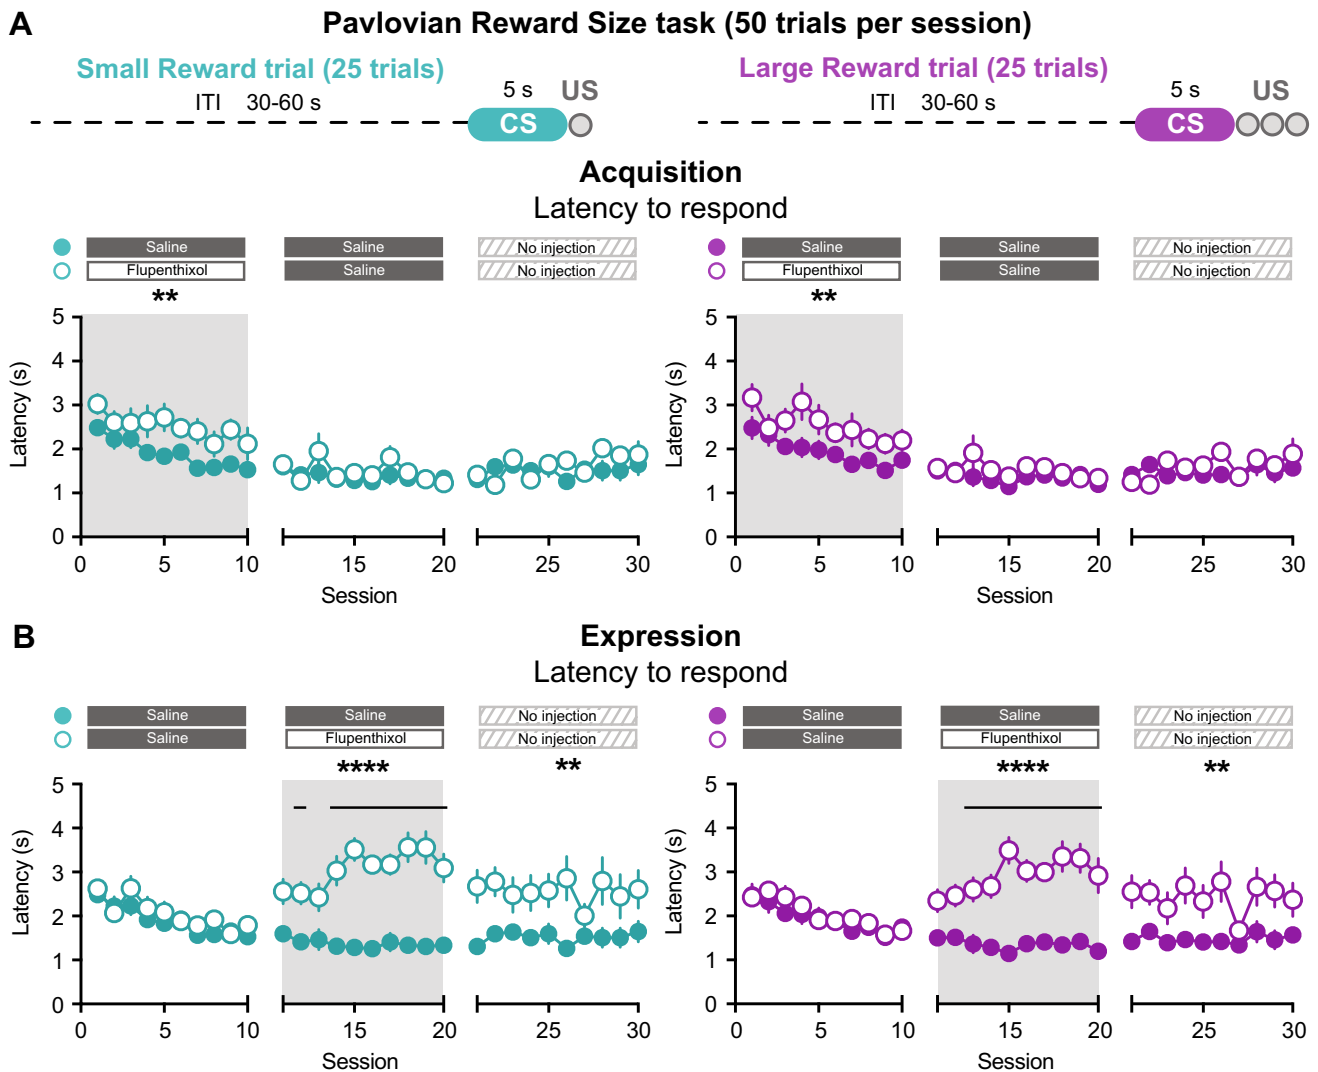 A
Pavlovian Reward Size task (50 trials per session)
Small Reward trial (25 trials)
Large Reward trial (25 trials)
ITI 30-60 s
5 s
US
CS
ITI 30-60 s
5 s
US
CS
Acquisition
Latency to respond
Saline
Saline
No injection
Flupenthixol
Saline
No injection
**
Saline
Saline
No injection
Flupenthixol
Saline
No injection
**
Latency (s)
5
4
3
2
1
0
0
5
10
15
20
25
30
Session
Latency (s)
5
4
3
2
1
0
0
5
10
15
20
25
30
Session
B
Expression
Latency to respond
Saline
Saline
No injection
Saline
Flupenthixol
No injection
****
**
Saline
Saline
No injection
Saline
Flupenthixol
No injection
****
**
Latency (s)
5
4
3
2
1
0
0
5
10
15
20
25
30
Session
Latency (s)
5
4
3
2
1
0
0
5
10
15
20
25
30
Session